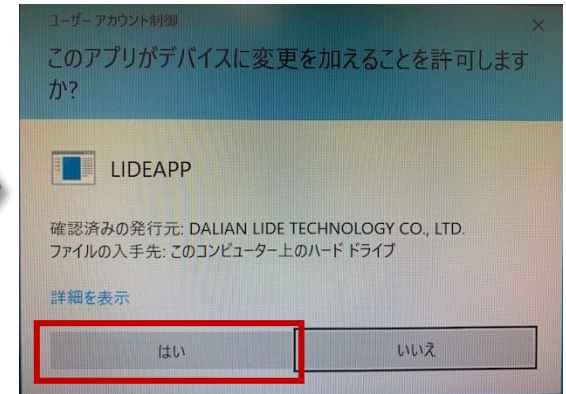 ユーザー アカウント制御
このアプリがデバイスに変更を加えることを許可します
か?
LIDEAPP
確認済みの発行元: DALIAN LIDE TECHNOLOGY CO., LTD.
ファイルの入手先: このコンピューター上のハード ドライブ
詳細を表示
はい
いいえ